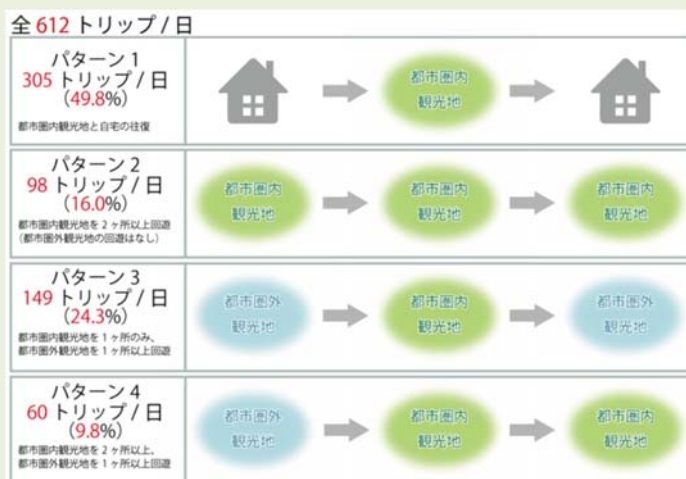 全 612 トリップ / 日
パターン 1
305 トリップ / 日
(49.8%)
都市圏内観光地と自宅の往復
都市圏内
観光地
パターン 2
98 トリップ / 日
(16.0%)
都市圏内観光地を 2 ヶ所以上回遊
(都市圏外観光地の回遊はなし)
都市圏内
観光地
都市圏内
観光地
都市圏内
観光地
パターン 3
149 トリップ / 日
(24.3%)
都市圏内観光地を 1 ヶ所のみ、
都市圏外観光地を 1 ヶ所以上回遊
都市圏外
観光地
都市圏内
観光地
都市圏外
観光地
パターン 4
60 トリップ / 日
(9.8%)
都市圏内観光地を 2 ヶ所以上、
都市圏外観光地を 1 ヶ所以上回遊
都市圏外
観光地
都市圏内
観光地
都市圏内
観光地